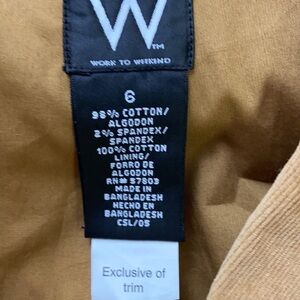 W™
WORK TO WEEKEND
6
98% COTTON/
ALGODON
2% SPANDEX/
SPANDEX
100% COTTON
LINING/
FORRO DE
ALGODON
RN# 57803
MADE IN
BANGLADESH
HECHO EN
BANGLADESH
CSL/05
Exclusive of
trim